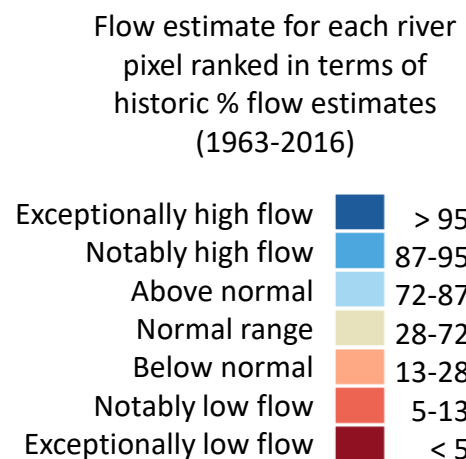 Flow estimate for each river
pixel ranked in terms of
historic % flow estimates
(1963-2016)
Exceptionally high flow > 95
Notably high flow 87-95
Above normal 72-87
Normal range 28-72
Below normal 13-28
Notably low flow 5-13
Exceptionally low flow < 5